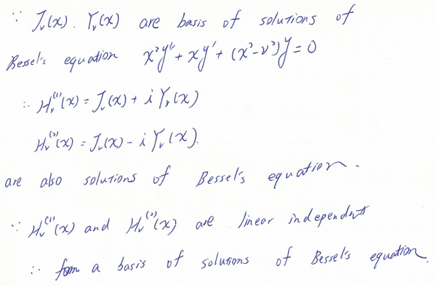 ∵ J_ν(x). Y_ν(x) are basis of solutions of
Bessel's equation x²y″ + xy′ + (x²-ν²)y = 0
∴ H_ν⁽¹⁾(x) = J_ν(x) + i Y_ν(x)
H_ν⁽²⁾(x) = J_ν(x) - i Y_ν(x).
are also solutions of Bessel's equation.
∵ H_ν⁽¹⁾(x) and H_ν⁽²⁾(x) are linear independent
∴ form a basis of solutions of Bessel's equation.